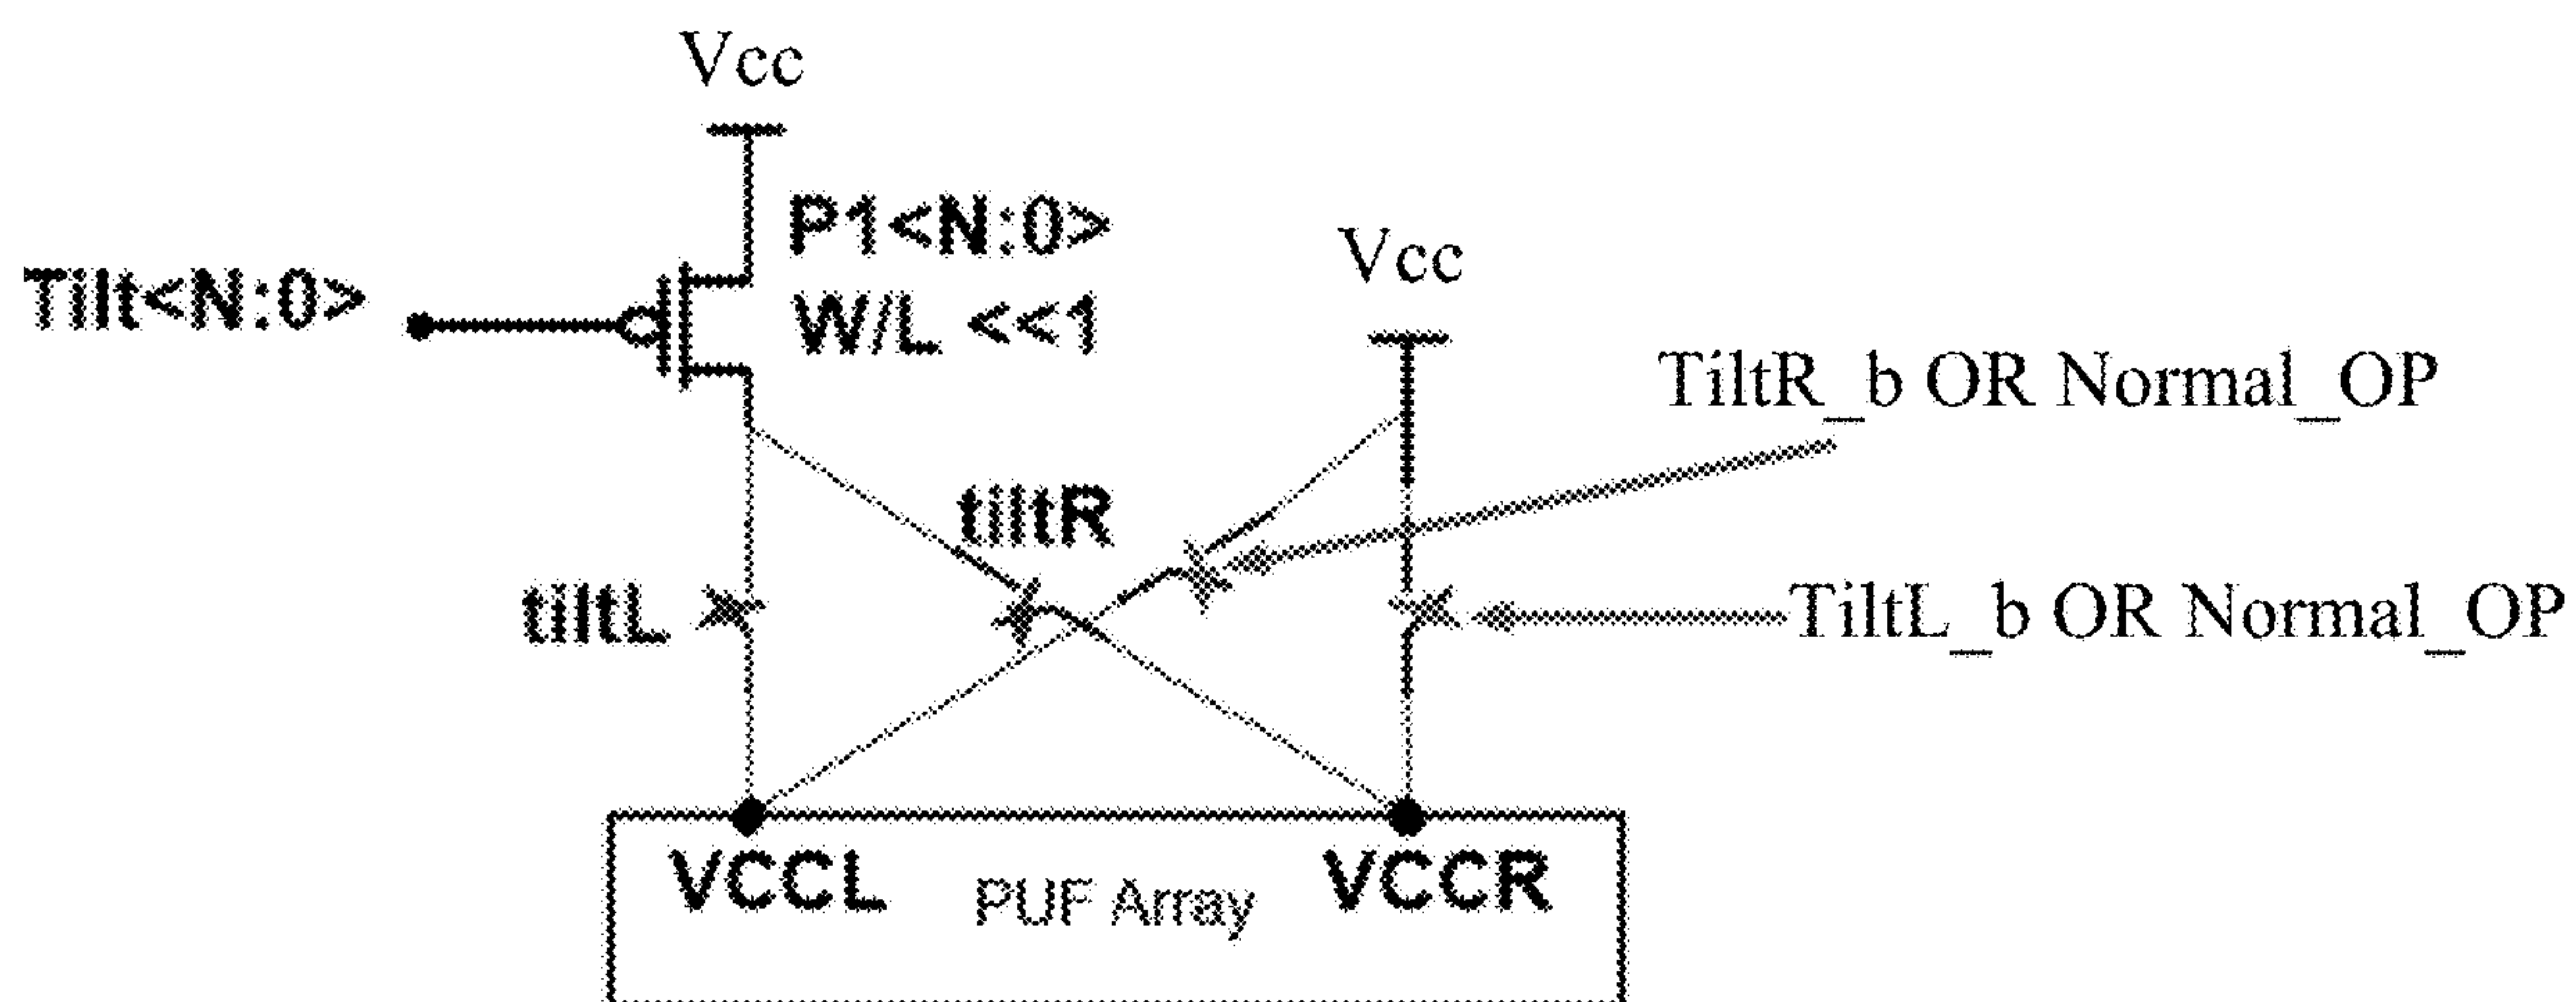 Vcc
P1<N:0>
Tilt<N:0>
W/L <<1
Vcc
TiltR_b OR Normal_OP
tiltR
tiltL
TiltL_b OR Normal_OP
VCCL
PUF Array
VCCR